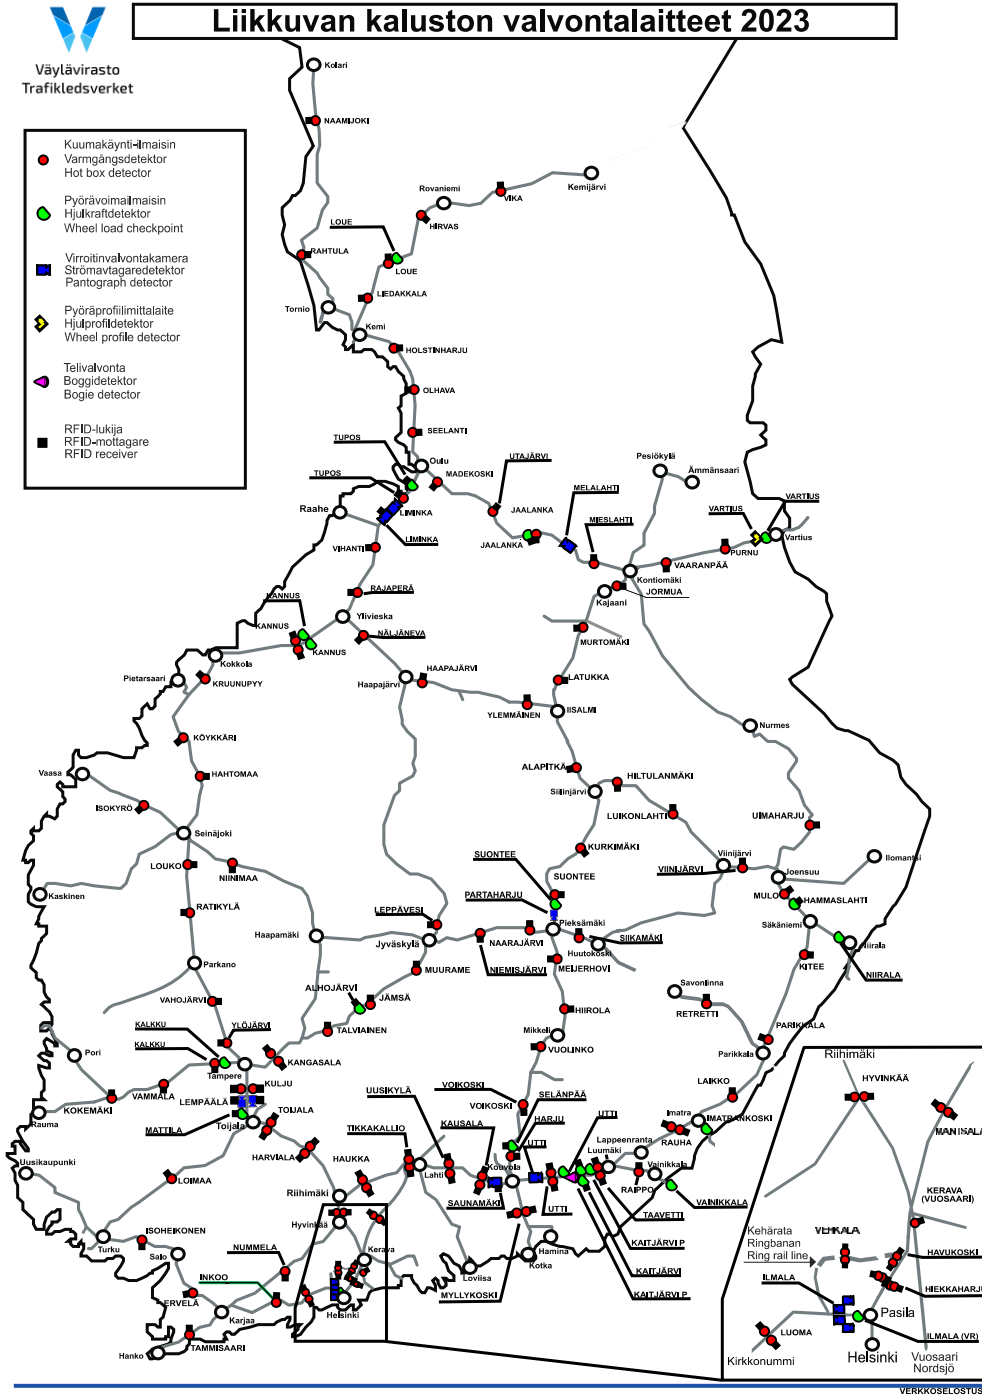 Liikkuvan kaluston valvontalaitteet 2023
Väylävirasto
Trafikledsverket
Kuumakäynti-ilmaisin
Varmgångsdetektor
Hot box detector
Pyörävoimailmaisin
Hjulkraftdetektor
Wheel load checkpoint
Virroitinvalvontakamera
Strömavtagaredetektor
Pantograph detector
Pyöräprofiilimittalaite
Hjulprofildetektor
Wheel profile detector
Telivalvonta
Boggidetektor
Bogie detector
RFID-lukija
RFID-mottagare
RFID receiver
Kolari
NAAMIJOKI
Kemijärvi
Rovaniemi
VIKA
HIRVAS
LOUE
RAHTULA
LOUE
LIEDAKKALA
Tornio
Kemi
HOLSTINHARJU
OLHAVA
SEELANTI
TUPOS
Oulu
TUPOS
MADEKOSKI
UTAJÄRVI
Pesiökylä
Ämmänsaari
MELALAHTI
VARTIUS
Raahe
LIMINKA
LIMINKA
JAALANKA
JAALANKA
MIESLAHTI
VARTIUS
Vartius
VIHANTI
PURNU
VAARANPÄÄ
Kontiomäki
JORMUA
Kajaani
RAJAPERÄ
KANNUS
Ylivieska
KANNUS
KANNUS
NÄLJÄNEVA
MURTOMÄKI
Kokkola
Pietarsaari
KRUUNUPYY
HAAPAJÄRVI
Haapajärvi
LATUKKA
YLEMMÄINEN
IISALMI
Nurmes
KÖYKKÄRI
Vaasa
HAHTOMAA
ALAPITKÄ
HILTULANMÄKI
Siilinjärvi
ISOKYRÖ
LUIKONLAHTI
UIMAHARJU
Seinäjoki
LOUKO
NIINIMAA
KURKIMÄKI
SUONTEE
SUONTEE
Viinijärvi
VIINIJÄRVI
Ilomantsi
Joensuu
Kaskinen
RATIKYLÄ
LEPPÄVESI
PARTAHARJU
MULO
HAMMASLAHTI
Haapamäki
Jyväskylä
Pieksämäki
NAARAJÄRVI
SIIKAMÄKI
Huutokoski
Säkäniemi
Niirala
NIIRALA
Parkano
NIEMISJÄRVI
MEIJERHOVI
KITEE
MUURAME
ALHOJÄRVI
JÄMSÄ
VAHOJÄRVI
Savonlinna
RETRETTI
HIIROLA
KALKKU
YLÖJÄRVI
TALVIAINEN
Mikkeli
VUOLINKO
PARIKKALA
Parikkala
KALKKU
KANGASALA
Pori
Tampere
KULJU
VAMMALA
LEMPÄÄLÄ
KOKEMÄKI
Rauma
MATTILA
Toijala
TOIJALA
UUSIKYLÄ
VOIKOSKI
VOIKOSKI
SELÄNPÄÄ
LAIKKO
Imatra
IMATRANKOSKI
RAUHA
TIKKAKALLIO
KAUSALA
HARJU
UTTI
UTTI
Lappeenranta
Luumäki
HARVIALA
HAUKKA
Uusikaupunki
LOIMAA
Riihimäki
Lahti
Kouvola
SAUNAMÄKI
UTTI
RAIPPO
Vainikkala
VAINIKKALA
TAAVETTI
Hyvinkää
Turku
ISOHEIKONEN
Salo
NUMMELA
Kerava
Hamina
Kotka
Loviisa
MYLLYKOSKI
KAITJÄRVI P
KAITJÄRVI
KAITJÄRVI P
INKOO
ERVELÄ
Karjaa
Helsinki
Hanko
TAMMISAARI
Riihimäki
HYVINKÄÄ
MANISALA
KERAVA
(VUOSAARI)
Kehärata
Ringbanan
Ring rail line
VEHKALA
HAVUKOSKI
ILMALA
HIEKKAHARJU
Pasila
LUOMA
ILMALA (VR)
Kirkkonummi
Helsinki
Vuosaari
Nordsjö
VERKKOSELOSTUS